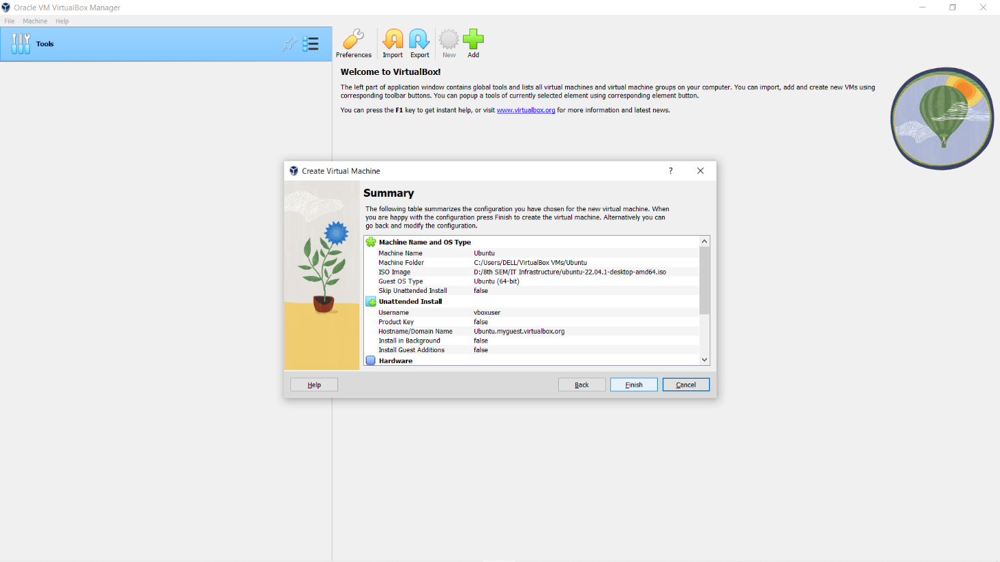 Oracle VM VirtualBox Manager
File Machine Help
Tools
Preferences Import Export New Add
Welcome to VirtualBox!
The left part of application window contains global tools and lists all virtual machines and virtual machine groups on your computer. You can import, add and create new VMs using
corresponding toolbar buttons. You can popup a tools of currently selected element using corresponding element button.
You can press the F1 key to get instant help, or visit www.virtualbox.org for more information and latest news.
Create Virtual Machine
?
Summary
The following table summarizes the configuration you have chosen for the new virtual machine. When
you are happy with the configuration press Finish to create the virtual machine. Alternatively you can
go back and modify the configuration.
Machine Name and OS Type
Machine Name Ubuntu
Machine Folder C:/Users/DELL/VirtualBox VMs/Ubuntu
ISO Image D:/8th SEM/IT Infrastructure/ubuntu-22.04.1-desktop-amd64.iso
Guest OS Type Ubuntu (64-bit)
Skip Unattended Install false
Unattended Install
Username vboxuser
Product Key false
Hostname/Domain Name Ubuntu.myguest.virtualbox.org
Install in Background false
Install Guest Additions false
Hardware
Help Back Finish Cancel